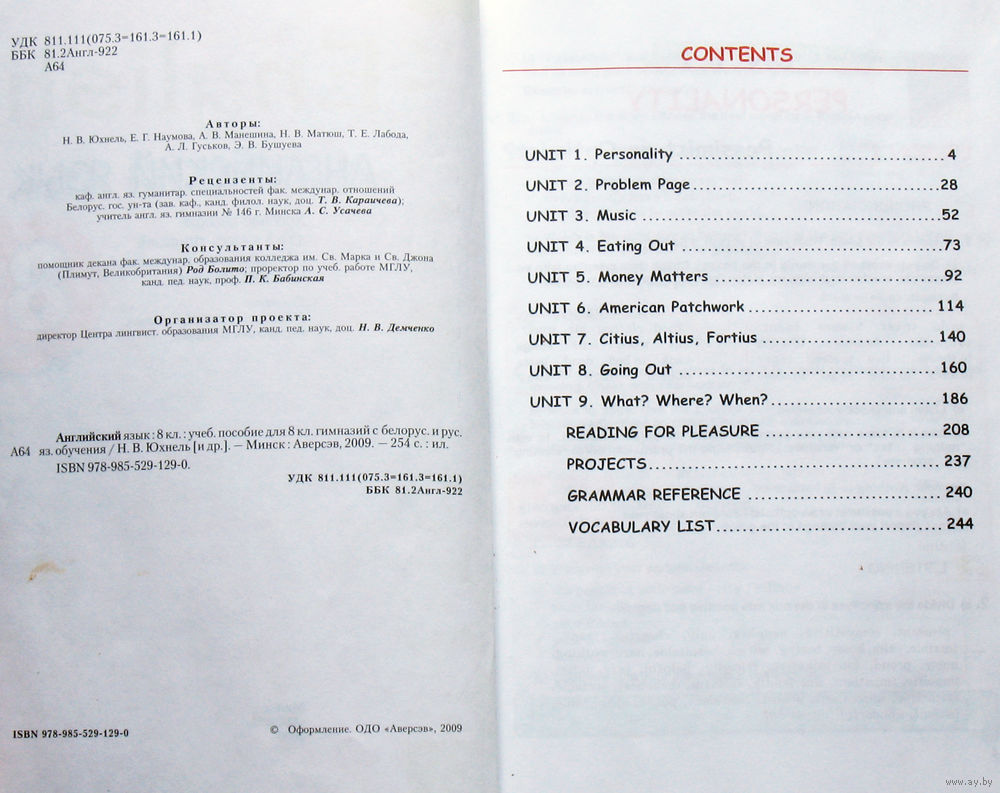 УДК 811.111(075.3=161.3=161.1)
ББК 81.2Англ-922
А64
Авторы:
Н. В. Юхнель, Е. Г. Наумова, А. В. Манешина, Н. В. Матюш, Т. Е. Лабода,
А. Л. Гуськов, Э. В. Бушуева
Рецензенты:
каф. англ. яз. гуманитар. специальностей фак. междунар. отношений
Белорус. гос. ун-та (зав. каф., канд. филол. наук, доц. Т. В. Караичева);
учитель англ. яз. гимназии № 146 г. Минска А. С. Усачева
Консультанты:
помощник декана фак. междунар. образования колледжа им. Св. Марка и Св. Джона
(Плимут, Великобритания) Род Болито; проректор по учеб. работе МГЛУ,
канд. пед. наук, проф. П. К. Бабинская
Организатор проекта:
директор Центра лингвист. образования МГЛУ, канд. пед. наук, доц. Н. В. Демченко
Английский язык : 8 кл. : учеб. пособие для 8 кл. гимназий с белорус. и рус.
А64 яз. обучения / Н. В. Юхнель [и др.]. — Минск : Аверсэв, 2009. — 254 с. : ил.
ISBN 978-985-529-129-0.
УДК 811.111(075.3=161.3=161.1)
ББК 81.2Англ-922
ISBN 978-985-529-129-0
© Оформление. ОДО «Аверсэв», 2009
CONTENTS
UNIT 1. Personality ........................................ 4
UNIT 2. Problem Page.....................................28
UNIT 3. Music .............................................52
UNIT 4. Eating Out .......................................73
UNIT 5. Money Matters ...................................92
UNIT 6. American Patchwork ............................ 114
UNIT 7. Citius, Altius, Fortius .......................... 140
UNIT 8. Going Out ...................................... 160
UNIT 9. What? Where? When?......................... 186
READING FOR PLEASURE .......................... 208
PROJECTS........................................... 237
GRAMMAR REFERENCE ............................. 240
VOCABULARY LIST.................................. 244
www.ay.by